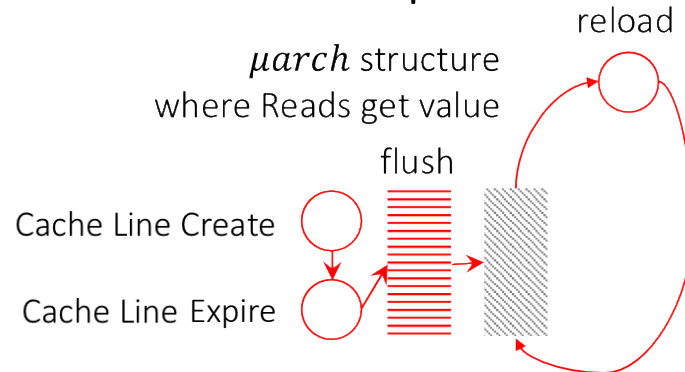 reload
μarch structure
where Reads get value
flush
Cache Line Create
Cache Line Expire